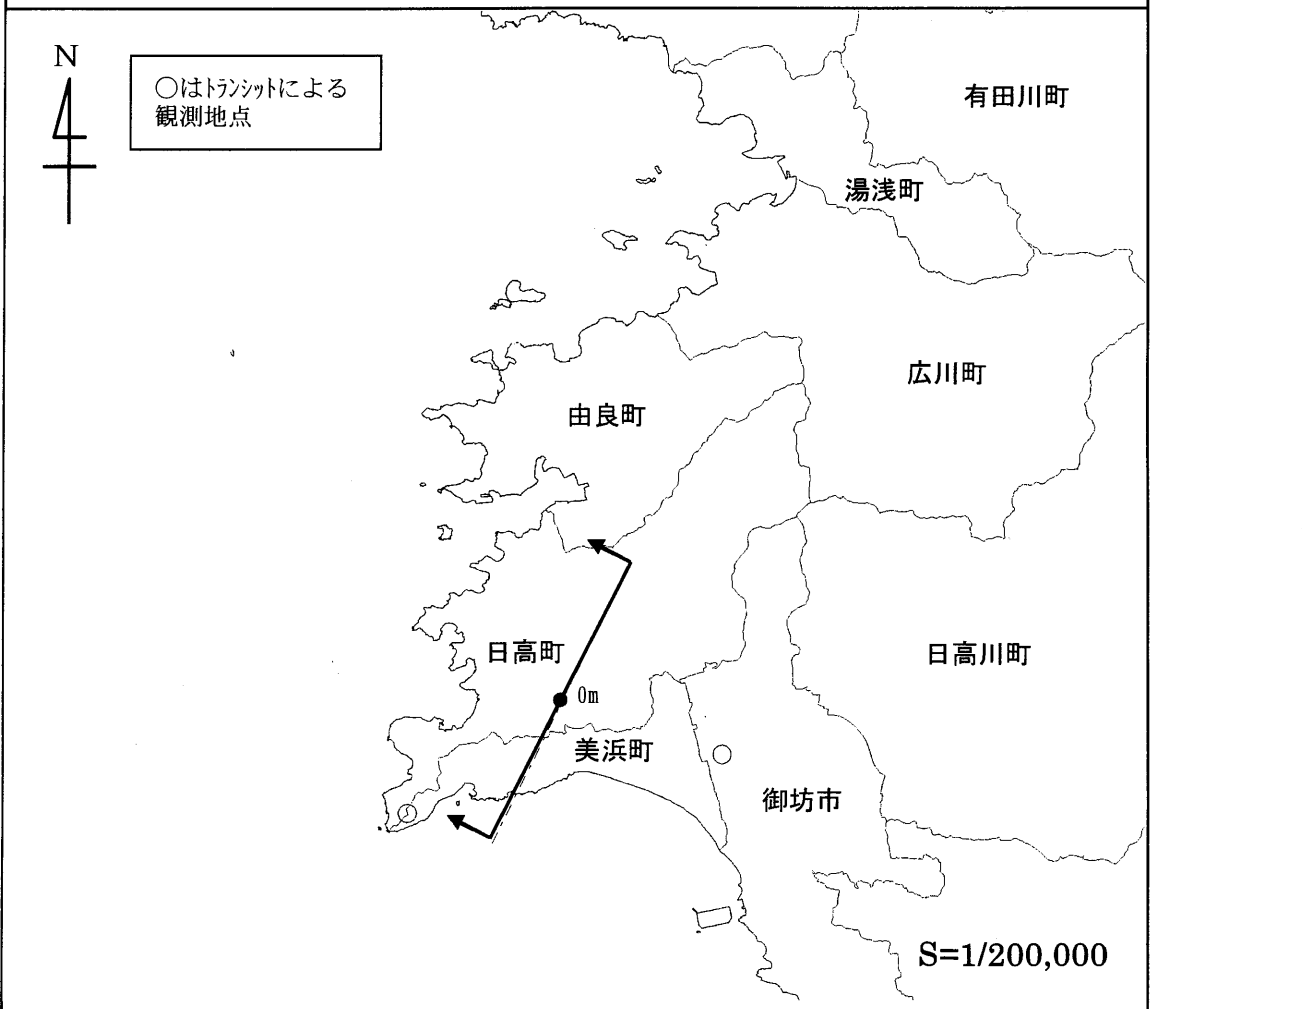 N
○はﾄﾗﾝｼｯﾄによる
観測地点
有田川町
湯浅町
広川町
由良町
日高町
日高川町
0m
美浜町
御坊市
S=1/200,000